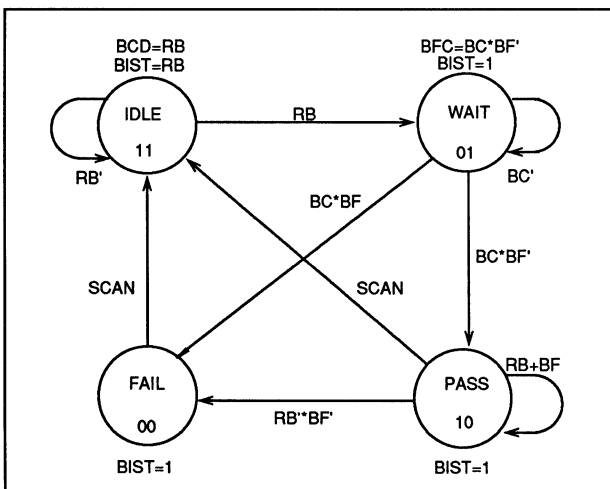 BCD=RB
BIST=RB
IDLE
11
RB'
RB
BFC=BC*BF'
BIST=1
WAIT
01
BC'
BC*BF
BC*BF'
SCAN
SCAN
FAIL
00
BIST=1
RB'*BF'
RB+BF
PASS
10
BIST=1